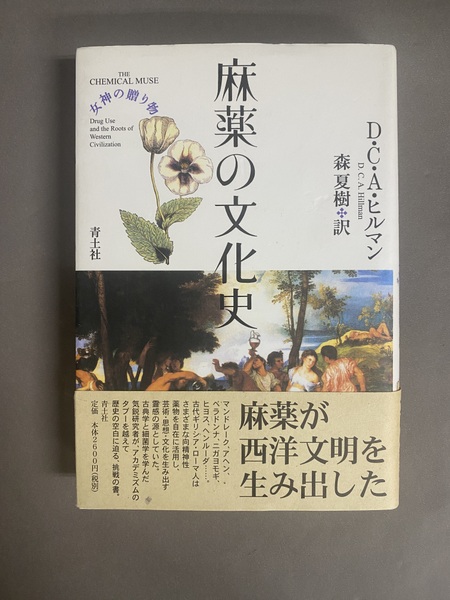 THE
CHEMICAL MUSE
女神の贈り物
Drug Use
and the Roots of
Western
Civilization
麻薬の文化史
D・C・A・ヒルマン
D. C. A. Hillman
森 夏樹✣訳
青土社
麻薬が
西洋文明を
生み出した
マンドレーク、アヘン、
ベラドンナ、ニガヨモギ、
ヒヨス、ヘンルーダ……、
古代ギリシア・ローマ人は
さまざまな向精神性
薬物を自在に活用し、
芸術・思想・文化を生み出す
霊感の源としていた。
古典学と細菌学を学んだ
気鋭研究者が、アカデミズムの
タブーを越えて、
歴史の空白に迫る、挑戦の書。
青土社
定価 本体2600円(税別)